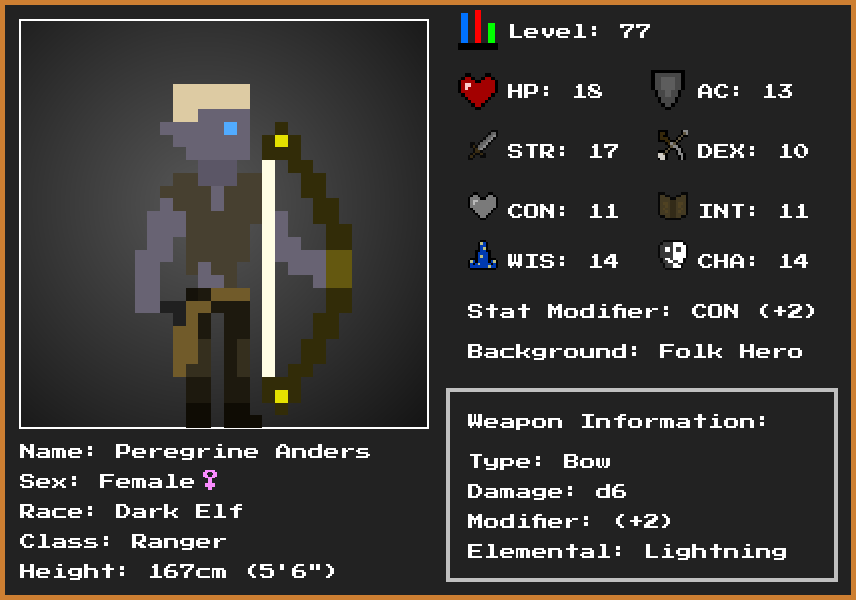 Level: 77
HP: 18 AC: 13
STR: 17 DEX: 10
CON: 11 INT: 11
WIS: 14 CHA: 14
Stat Modifier: CON (+2)
Background: Folk Hero
Weapon Information:
Type: Bow
Damage: d6
Modifier: (+2)
Elemental: Lightning
Name: Peregrine Anders
Sex: Female♀
Race: Dark Elf
Class: Ranger
Height: 167cm (5'6")